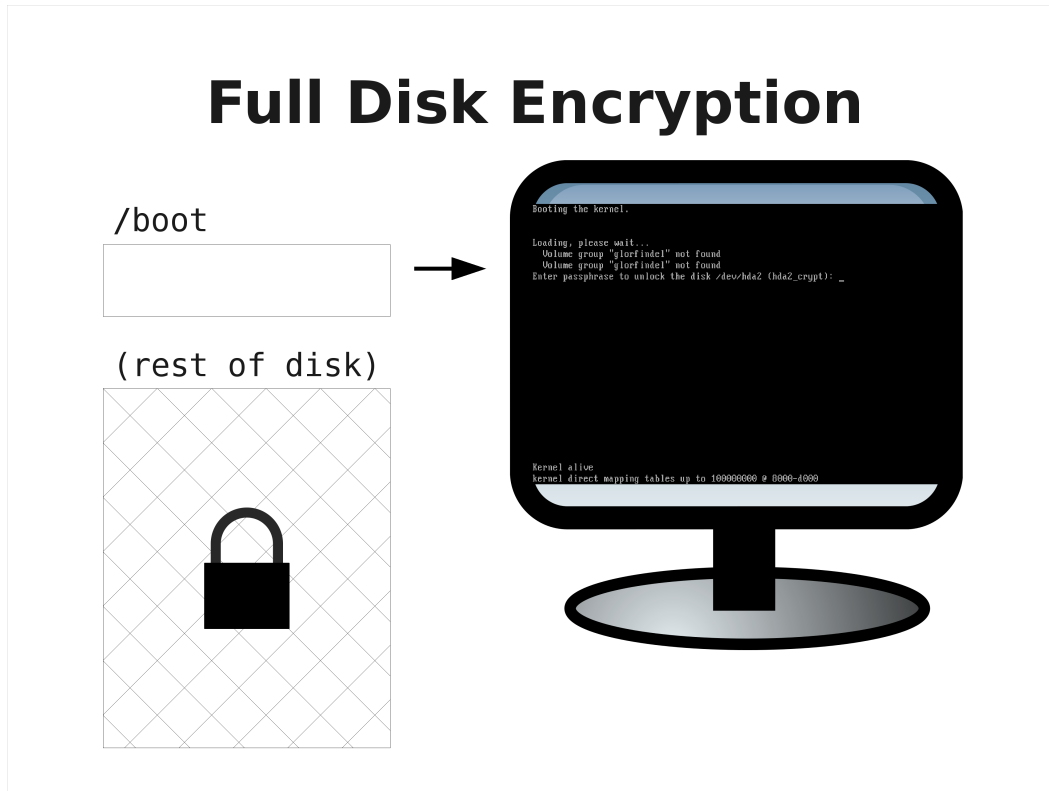 Full Disk Encryption
/boot
(rest of disk)
Booting the kernel.
Loading, please wait...
Volume group "glorfindel" not found
Volume group "glorfindel" not found
Enter passphrase to unlock the disk /dev/hda2 (hda2_crypt): _
Kernel alive
kernel direct mapping tables up to 100000000 @ 8000-d000